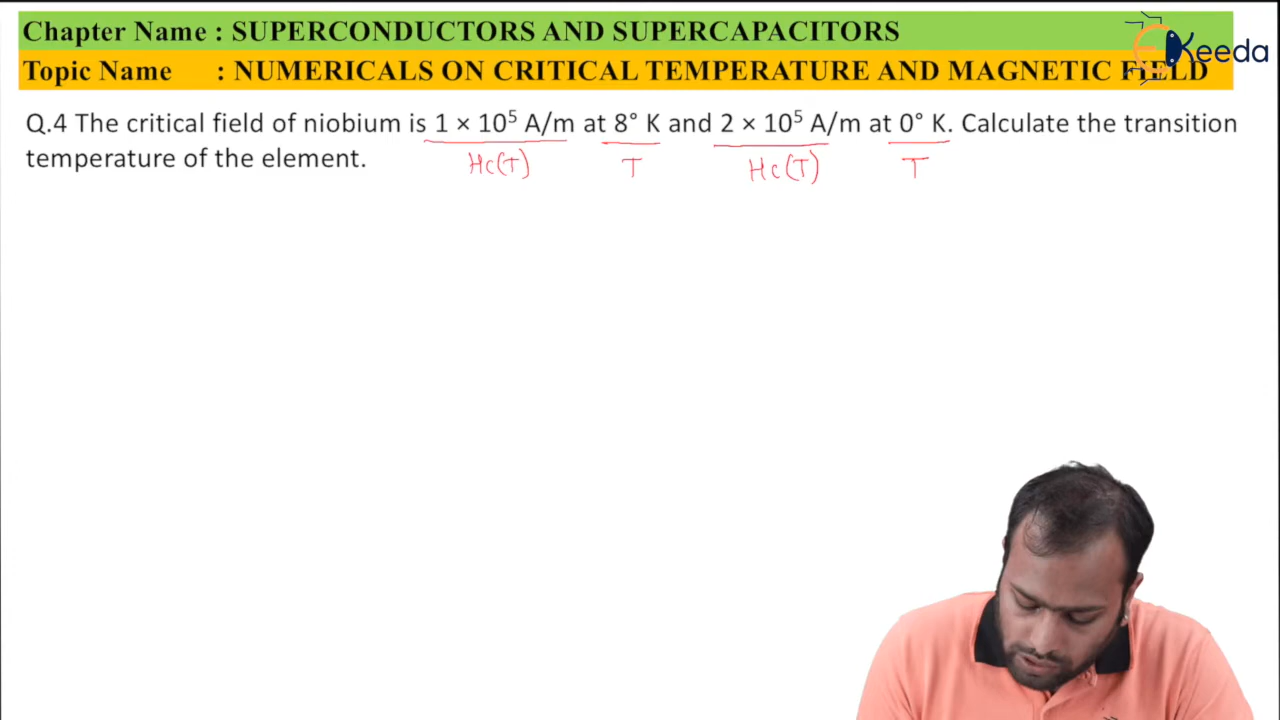 Chapter Name : SUPERCONDUCTORS AND SUPERCAPACITORS
Topic Name : NUMERICALS ON CRITICAL TEMPERATURE AND MAGNETIC FIELD
Keeda
Q.4 The critical field of niobium is 1 × 10⁵ A/m at 8° K and 2 × 10⁵ A/m at 0° K. Calculate the transition
temperature of the element.
Hc(T) T Hc(T) T